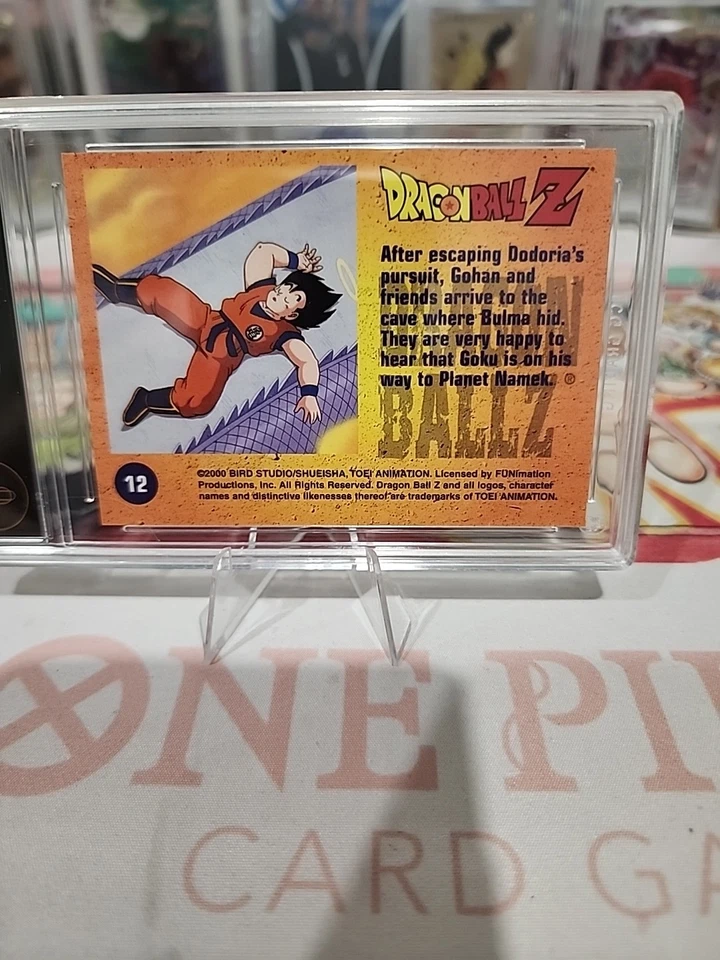 DRAGONBALL Z
After escaping Dodoria's
pursuit, Gohan and
friends arrive to the
cave where Bulma hid.
They are very happy to
hear that Goku is on his
way to Planet Namek. ®
DRAGON
BALL Z
12
©2000 BIRD STUDIO/SHUEISHA, TOEI ANIMATION. Licensed by FUNimation
Productions, Inc. All Rights Reserved. Dragon Ball Z and all logos, character
names and distinctive likenesses thereof are trademarks of TOEI ANIMATION.
ONE PI
CARD GA